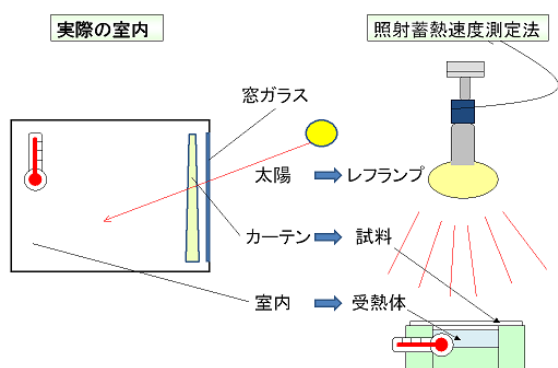 実際の室内
照射蓄熱速度測定法
窓ガラス
太陽 レフランプ
カーテン 試料
室内 受熱体